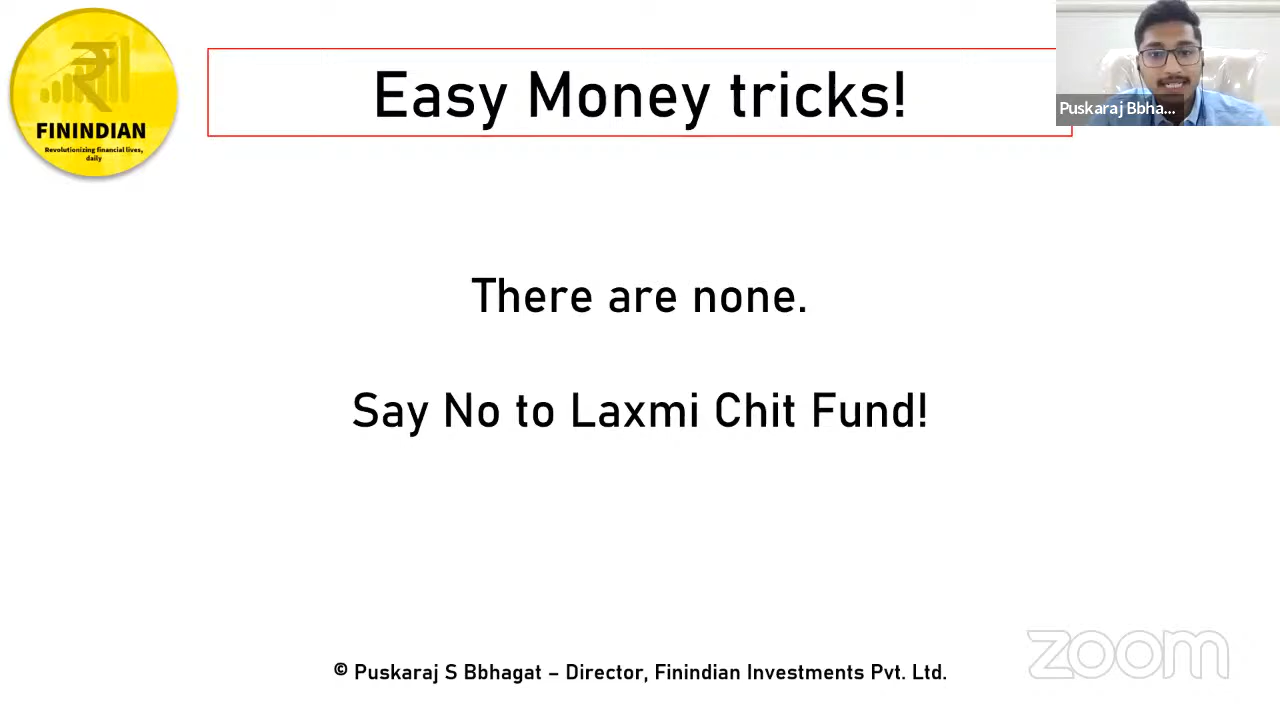 Easy Money tricks!
Puskaraj Bbha...
₹
FININDIAN
Revolutionizing financial lives,
daily
There are none.
Say No to Laxmi Chit Fund!
© Puskaraj S Bbhagat – Director, Finindian Investments Pvt. Ltd.
zoom